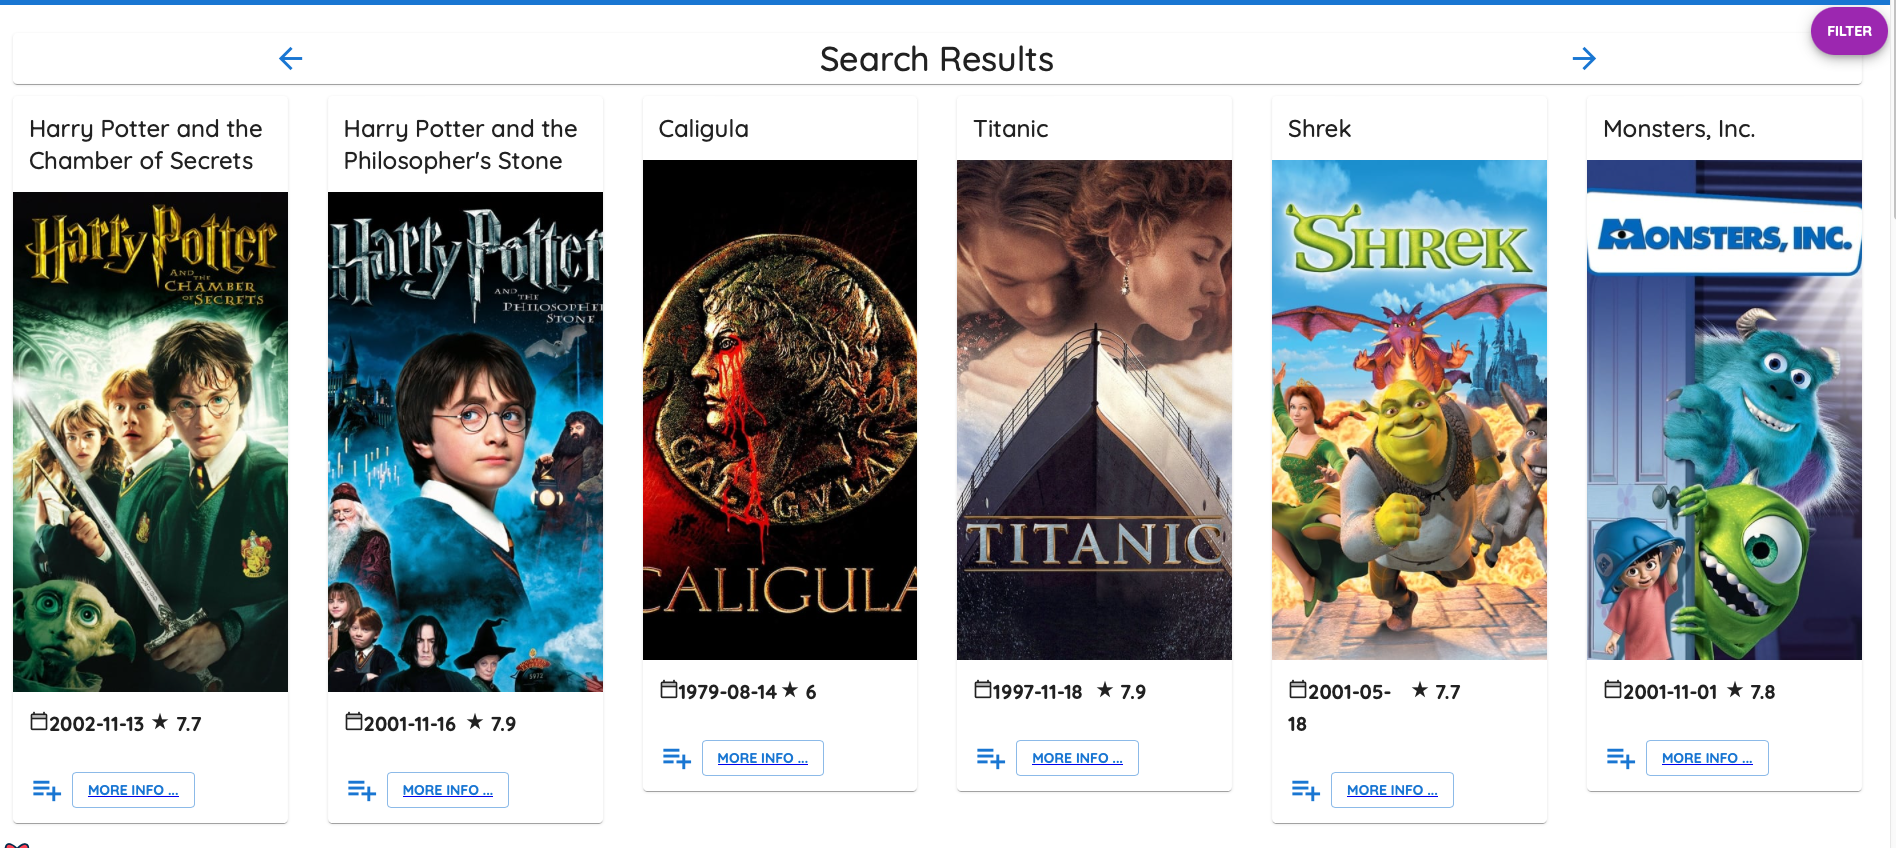 FILTER
Search Results
Harry Potter and the
Chamber of Secrets
Harry Potter
AND THE
CHAMBER
OF SECRETS
2002-11-13 ★ 7.7
MORE INFO ...
Harry Potter and the
Philosopher's Stone
Harry Potter
AND THE
PHILOSOPHER
STONE
5972
2001-11-16 ★ 7.9
MORE INFO ...
Caligula
CALIGVLA
CALIGULA
1979-08-14 ★ 6
MORE INFO ...
Titanic
TITANIC
1997-11-18 ★ 7.9
MORE INFO ...
Shrek
SHREK
2001-05- ★ 7.7
18
MORE INFO ...
Monsters, Inc.
MONSTERS, INC.
2001-11-01 ★ 7.8
MORE INFO ...